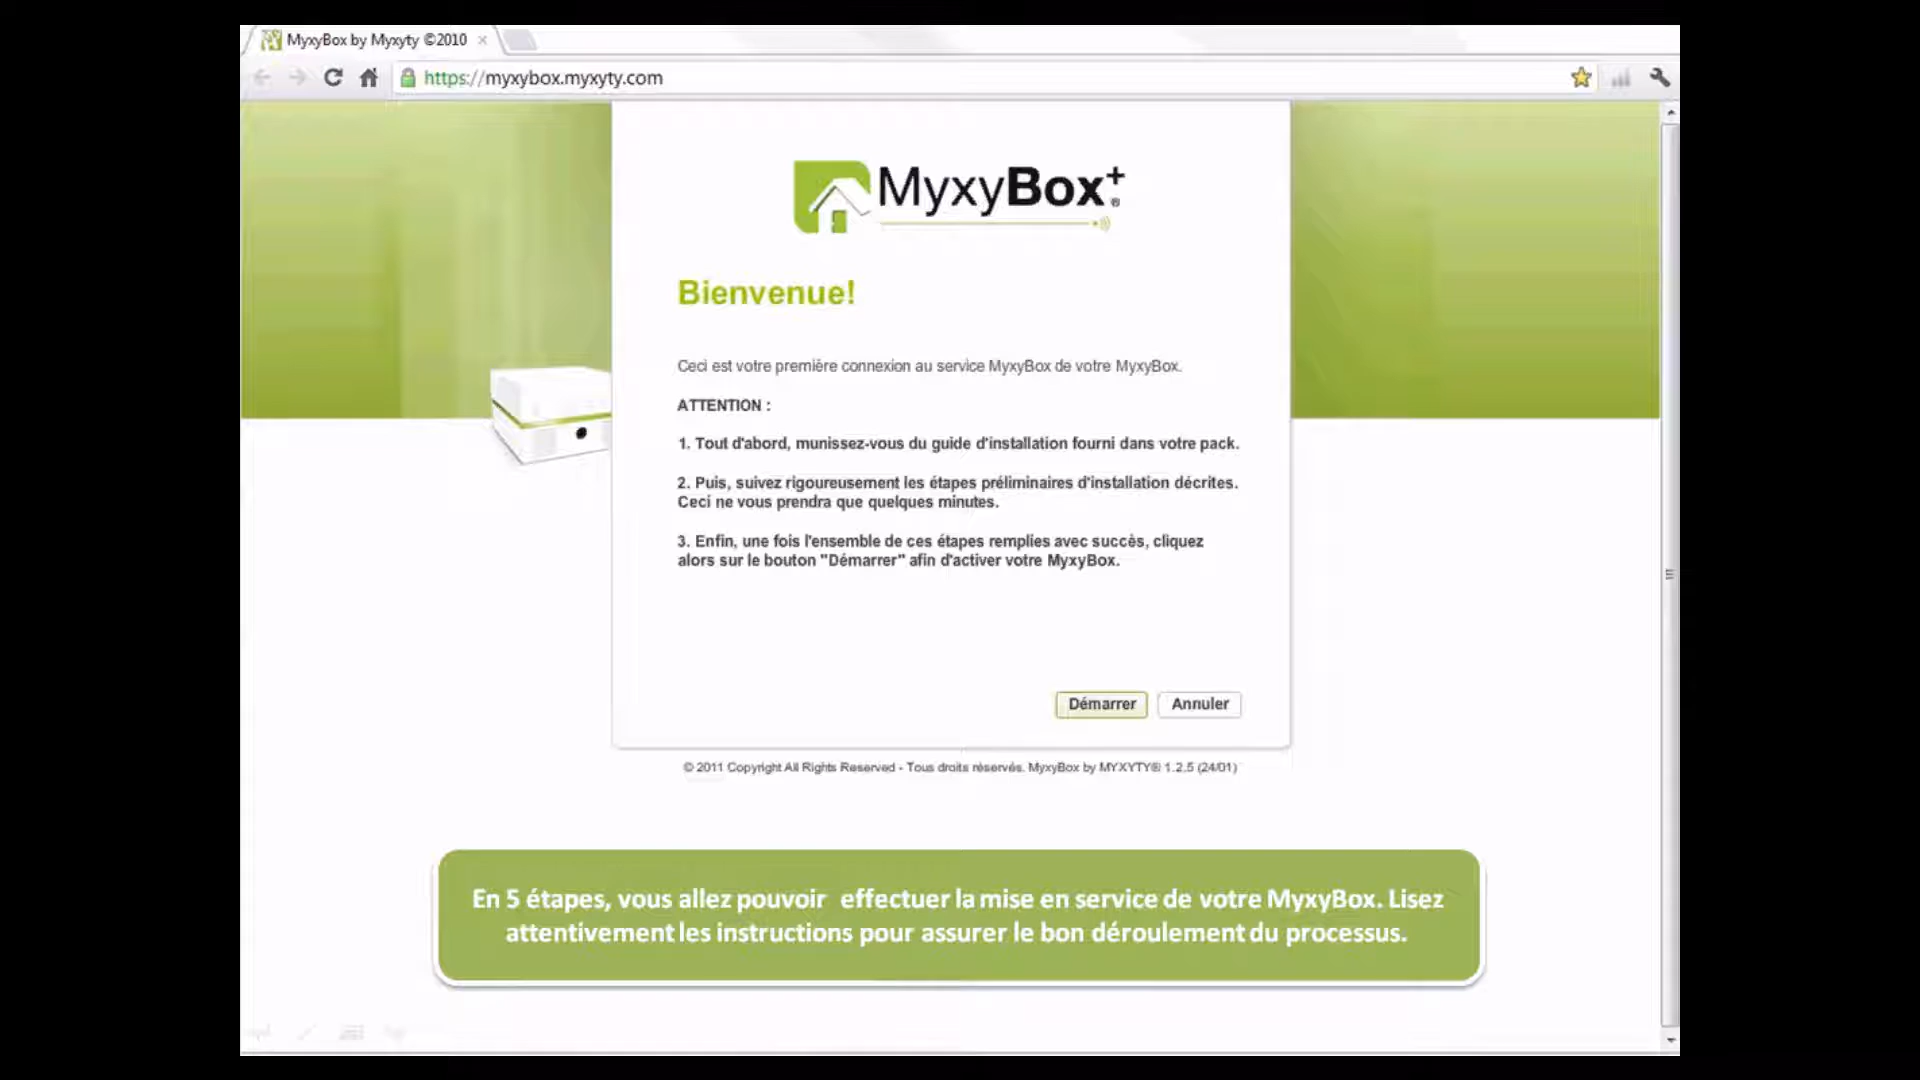 MyxyBox by Myxyty ©2010
https://myxybox.myxyty.com
MyxyBox+®
Bienvenue!
Ceci est votre première connexion au service MyxyBox de votre MyxyBox.
ATTENTION :
1. Tout d'abord, munissez-vous du guide d'installation fourni dans votre pack.
2. Puis, suivez rigoureusement les étapes préliminaires d'installation décrites.
Ceci ne vous prendra que quelques minutes.
3. Enfin, une fois l'ensemble de ces étapes remplies avec succès, cliquez
alors sur le bouton "Démarrer" afin d'activer votre MyxyBox.
Démarrer Annuler
© 2011 Copyright All Rights Reserved - Tous droits réservés. MyxyBox by MYXYTY® 1.2.5 (24/01)
En 5 étapes, vous allez pouvoir effectuer la mise en service de votre MyxyBox. Lisez
attentivement les instructions pour assurer le bon déroulement du processus.